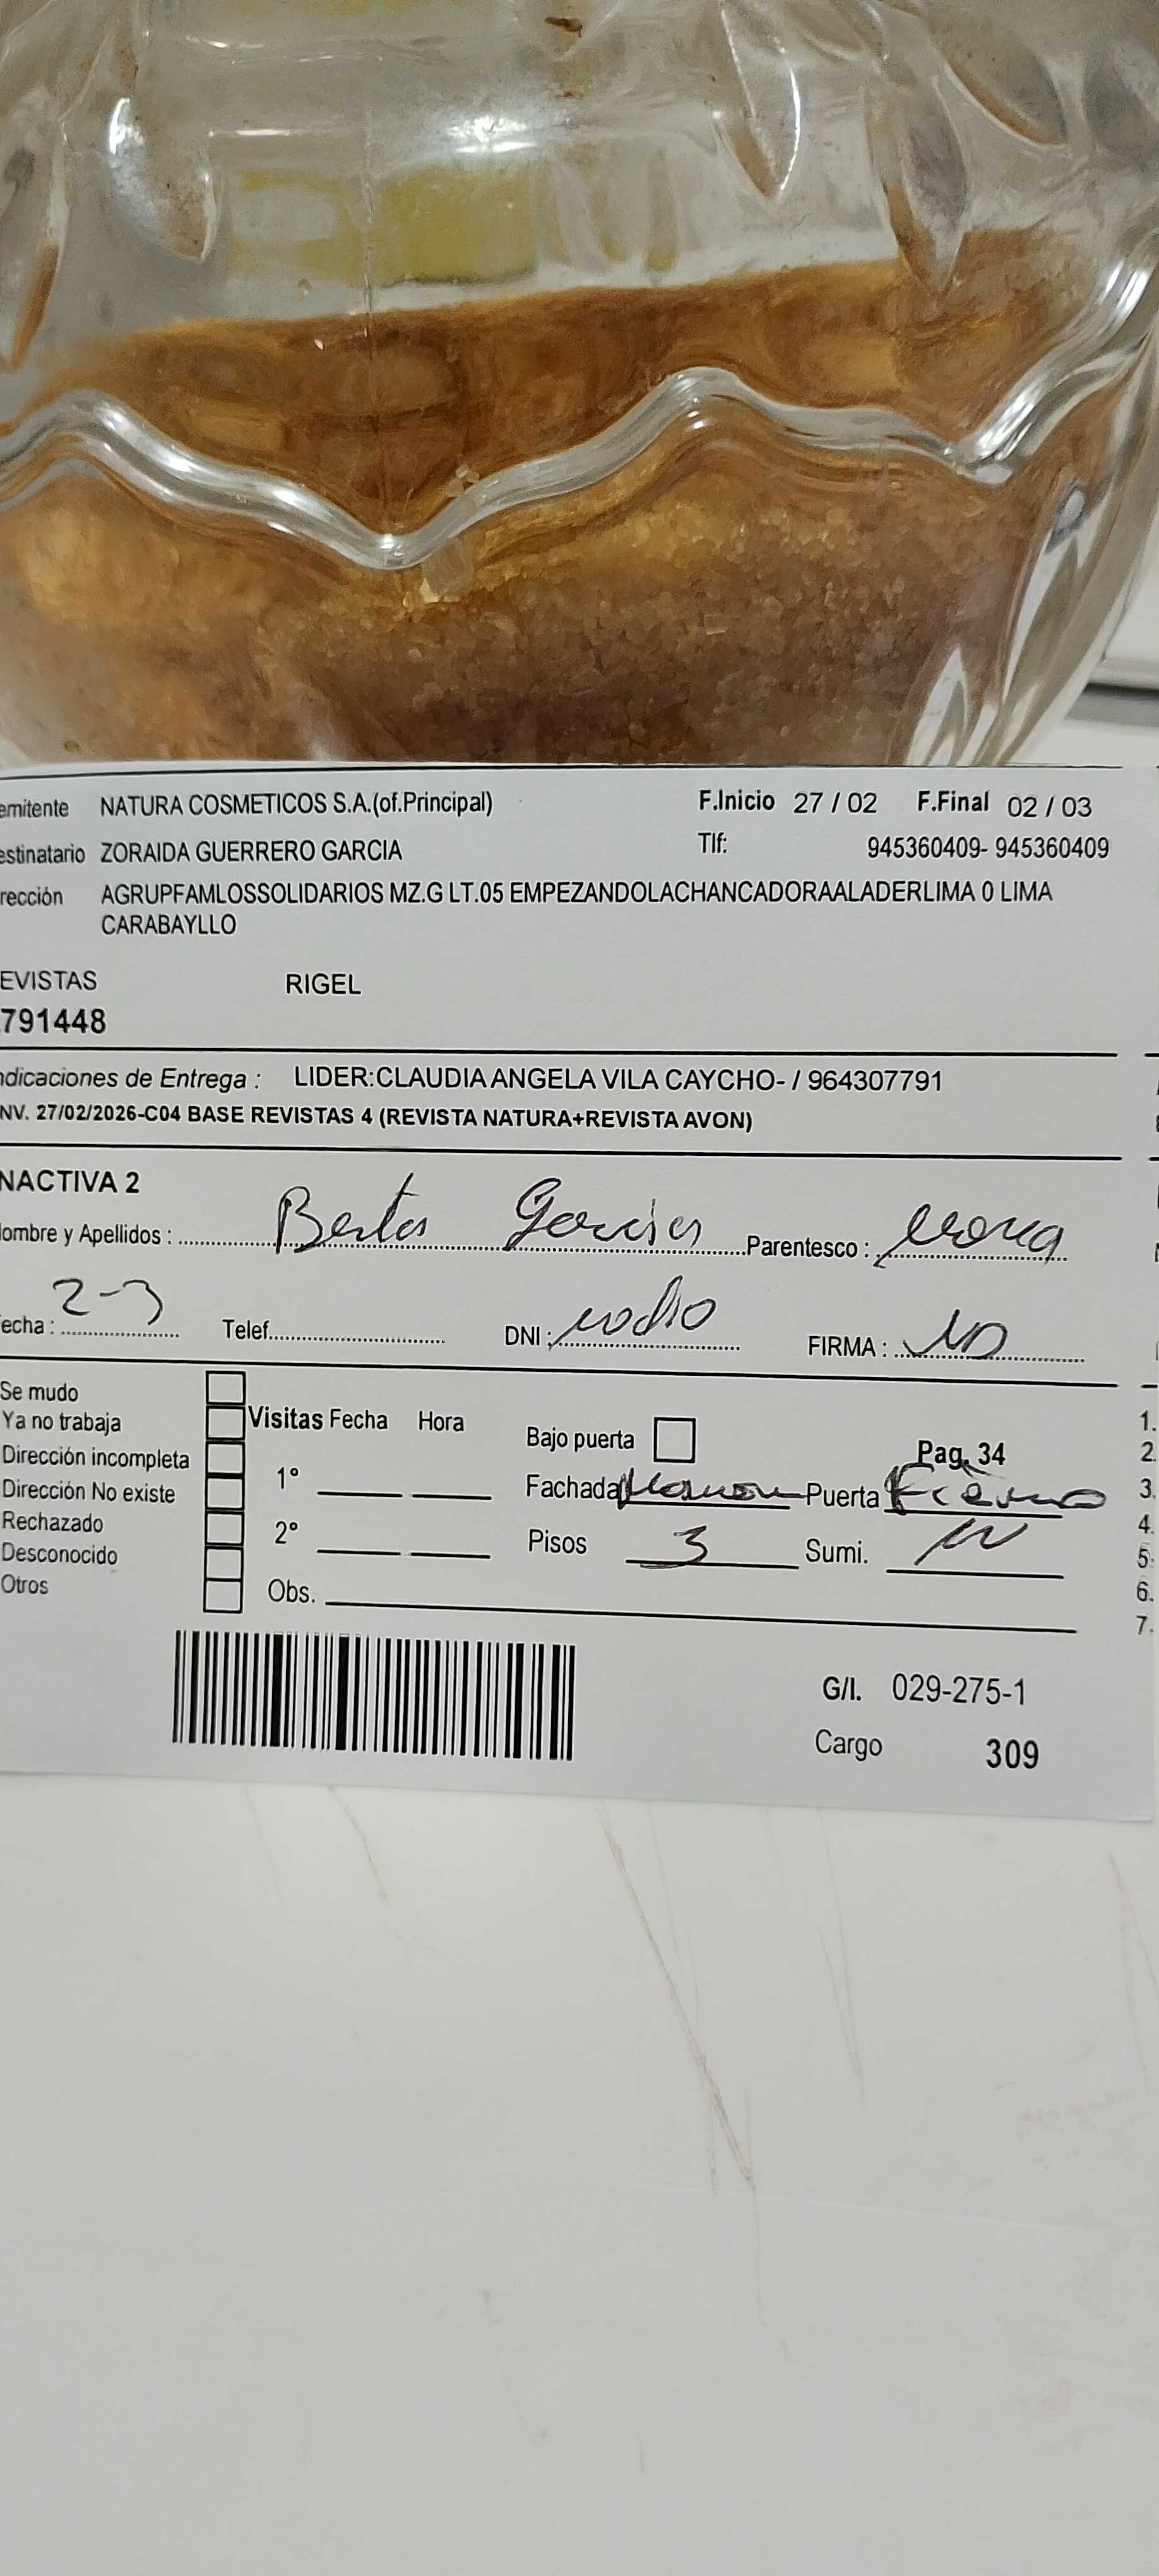 emitente NATURA COSMETICOS S.A.(of.Principal) F.Inicio 27 / 02 F.Final 02 / 03
estinatario ZORAIDA GUERRERO GARCIA Tlf: 945360409- 945360409
rección AGRUPFAMLOSSOLIDARIOS MZ.G LT.05 EMPEZANDOLACHANCADORAALADERLIMA 0 LIMA
CARABAYLLO
EVISTAS RIGEL
791448
ndicaciones de Entrega : LIDER:CLAUDIA ANGELA VILA CAYCHO- / 964307791
NV. 27/02/2026-C04 BASE REVISTAS 4 (REVISTA NATURA+REVISTA AVON)
NACTIVA 2
ombre y Apellidos : Berta Garcia Parentesco :
echa : 2-3 Telef. DNI : FIRMA :
Se mudo
Ya no trabaja
Dirección incompleta
Dirección No existe
Rechazado
Desconocido
Otros
Visitas Fecha Hora
1°
2°
Obs.
Bajo puerta
Pag. 34
Fachada Puerta
Pisos 3 Sumi.
1.
2.
3.
4.
5.
6.
7.
G/I. 029-275-1
Cargo 309